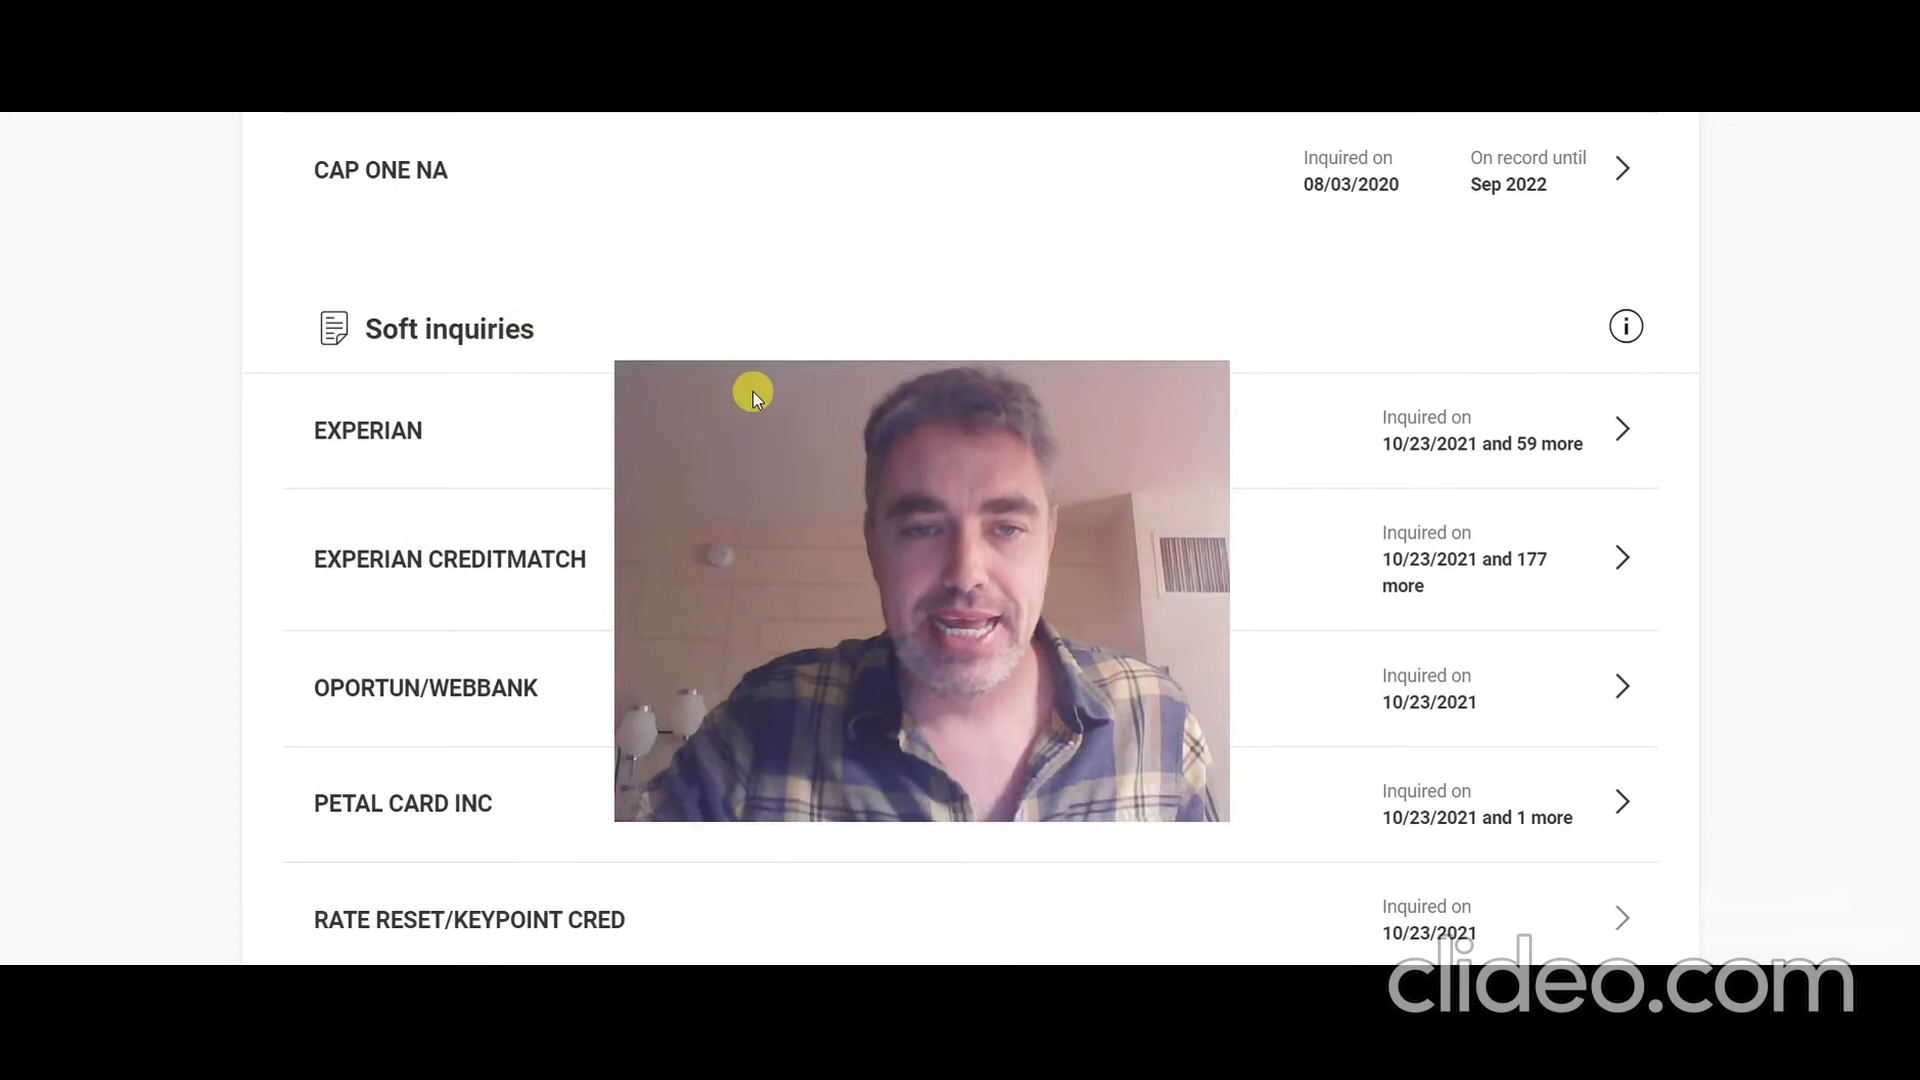 CAP ONE NA
Inquired on
08/03/2020
On record until
Sep 2022
Soft inquiries
EXPERIAN
Inquired on
10/23/2021 and 59 more
EXPERIAN CREDITMATCH
Inquired on
10/23/2021 and 177
more
OPORTUN/WEBBANK
Inquired on
10/23/2021
PETAL CARD INC
Inquired on
10/23/2021 and 1 more
RATE RESET/KEYPOINT CRED
Inquired on
10/23/2021
clideo.com